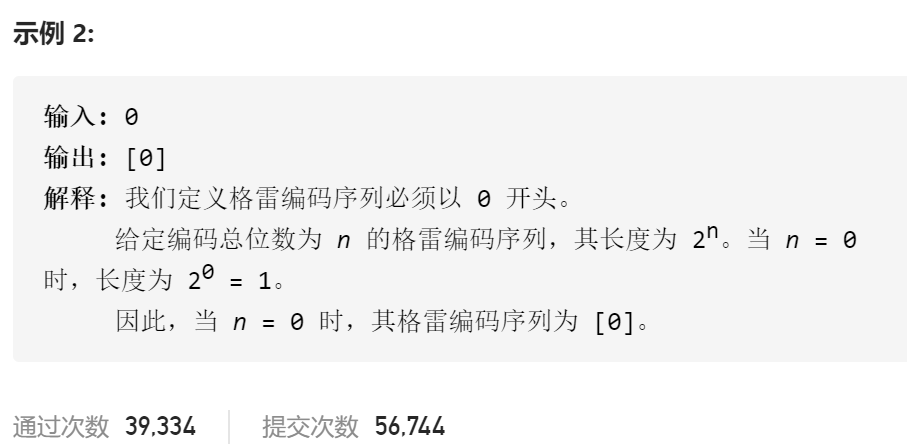 示例 2:
输入: 0
输出: [0]
解释: 我们定义格雷编码序列必须以 0 开头。
给定编码总位数为 n 的格雷编码序列，其长度为 2ⁿ。当 n = 0
时，长度为 2⁰ = 1。
因此，当 n = 0 时，其格雷编码序列为 [0]。
通过次数 39,334 提交次数 56,744